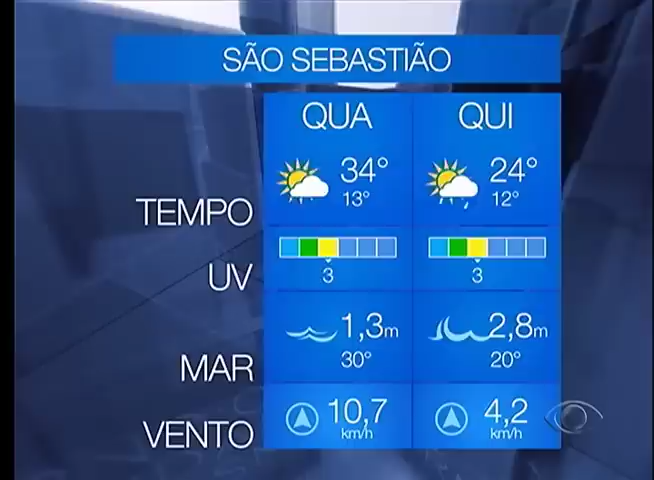 SÃO SEBASTIÃO
QUA QUI
TEMPO 34° 13° 24° 12°
UV 3 3
MAR 1,3m 30° 2,8m 20°
VENTO 10,7 km/h 4,2 km/h